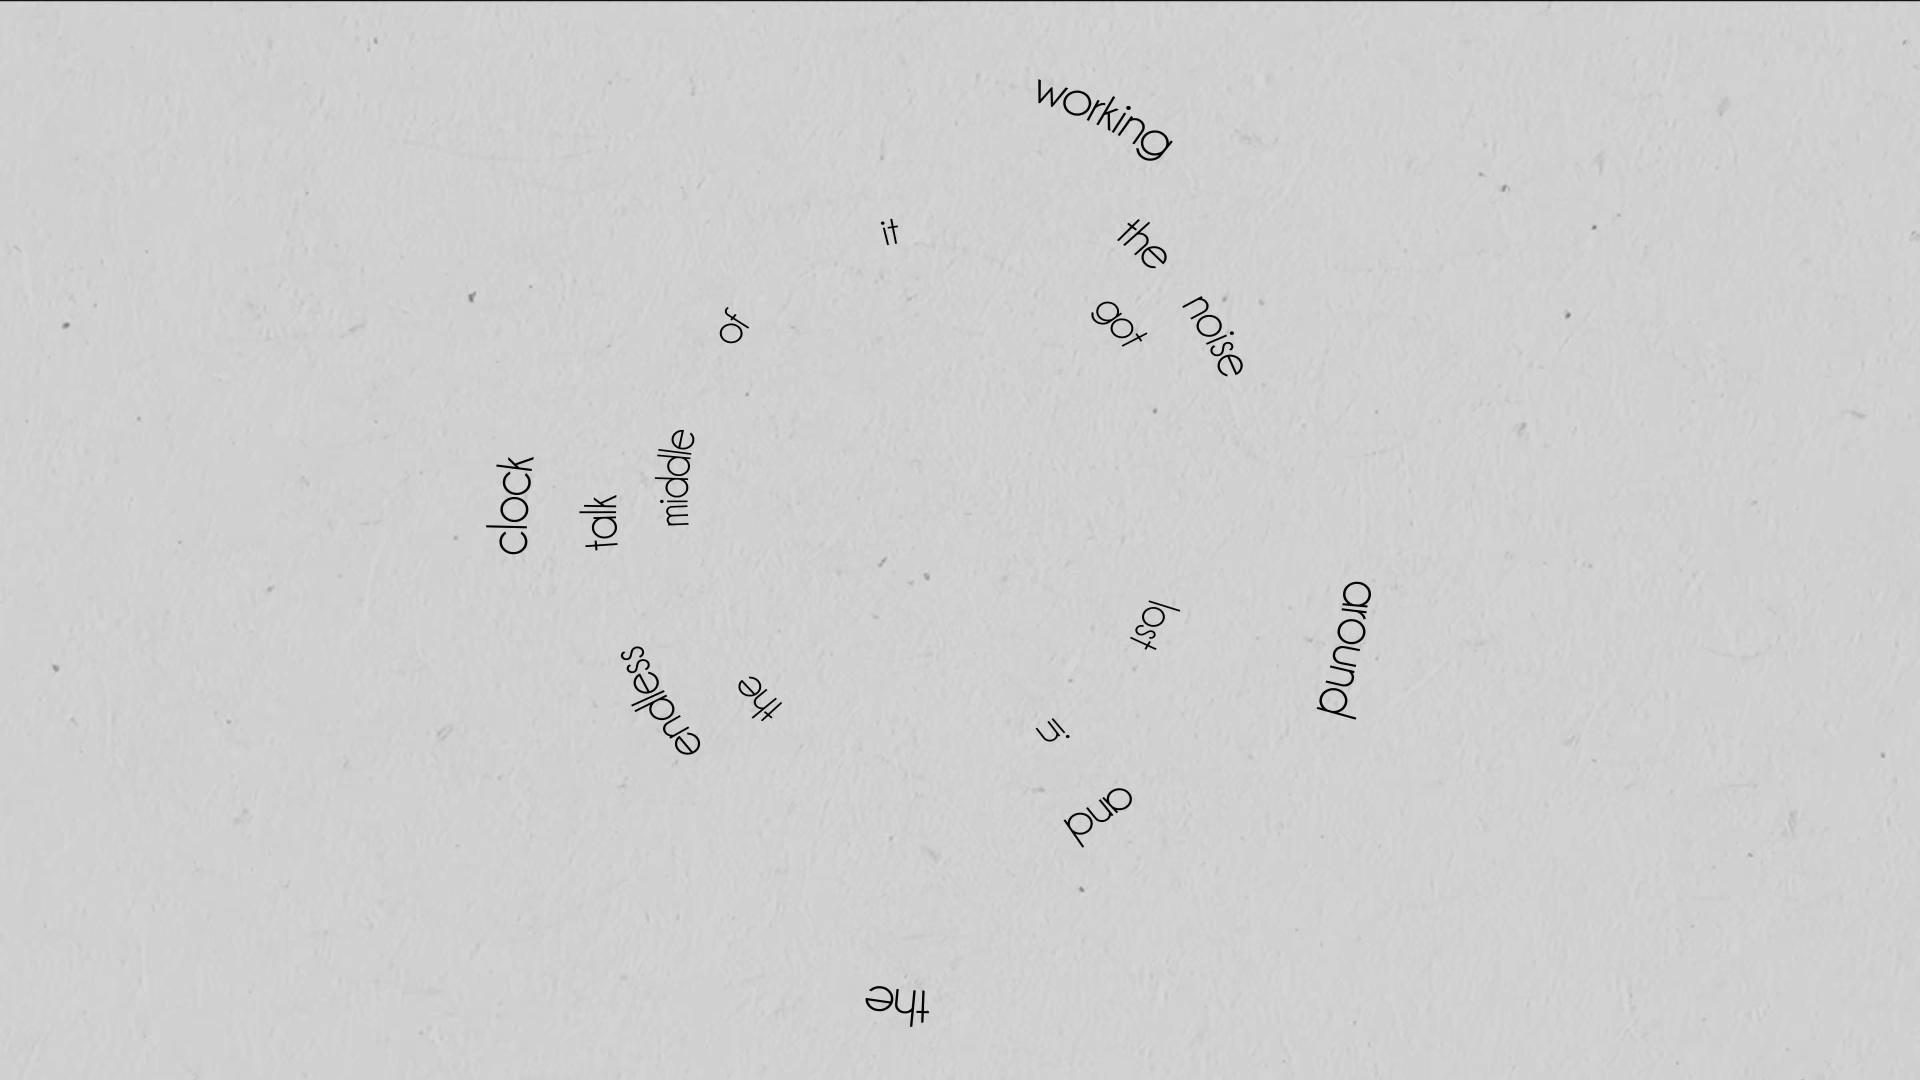 working around the clock
the noise and endless talk
got lost in the middle of it